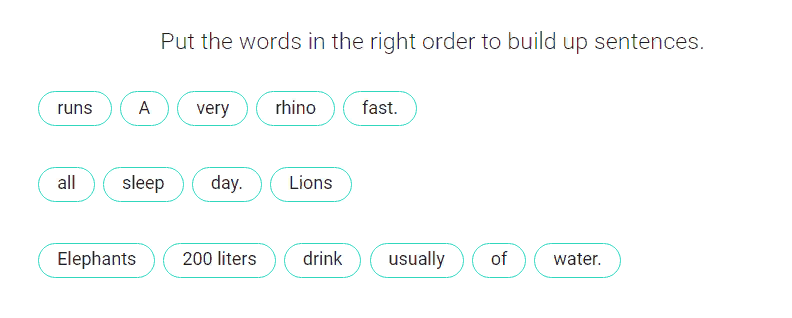 Put the words in the right order to build up sentences.
runs A very rhino fast.
all sleep day. Lions
Elephants 200 liters drink usually of water.